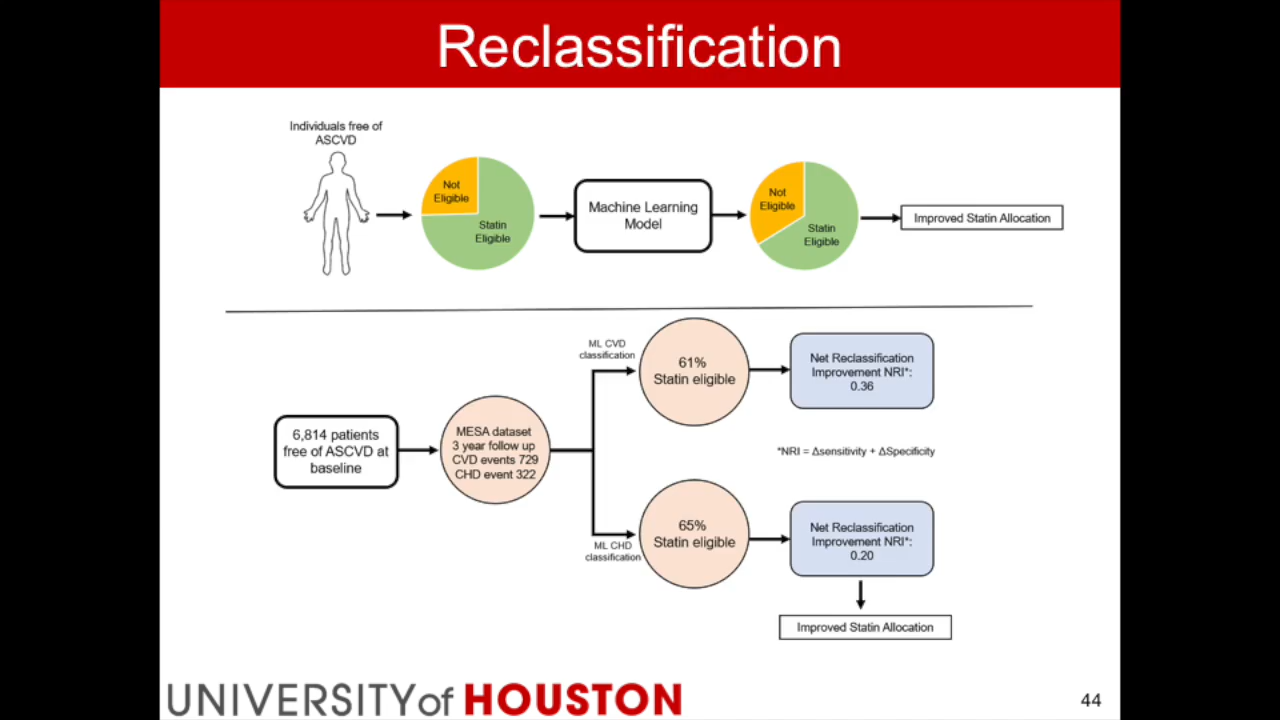 Reclassification
Individuals free of
ASCVD
Not
Eligible
Statin
Eligible
Machine Learning
Model
Not
Eligible
Statin
Eligible
Improved Statin Allocation
ML CVD
classification
61%
Statin eligible
Net Reclassification
Improvement NRI*:
0.36
6,814 patients
free of ASCVD at
baseline
MESA dataset
3 year follow up
CVD events 729
CHD event 322
*NRI = Δsensitivity + ΔSpecificity
ML CHD
classification
65%
Statin eligible
Net Reclassification
Improvement NRI*:
0.20
Improved Statin Allocation
UNIVERSITY of HOUSTON
44